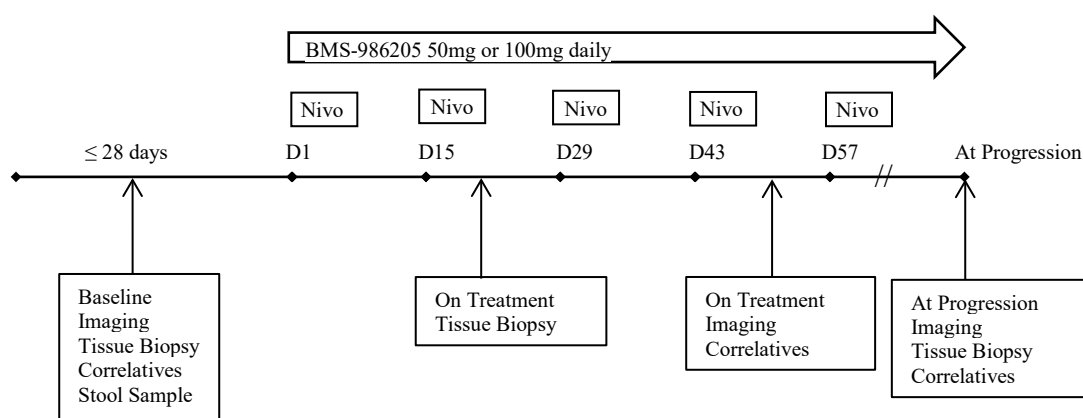 BMS-986205 50mg or 100mg daily
Nivo
Nivo
Nivo
Nivo
Nivo
≤ 28 days
D1
D15
D29
D43
D57
At Progression
Baseline
Imaging
Tissue Biopsy
Correlatives
Stool Sample
On Treatment
Tissue Biopsy
On Treatment
Imaging
Correlatives
At Progression
Imaging
Tissue Biopsy
Correlatives